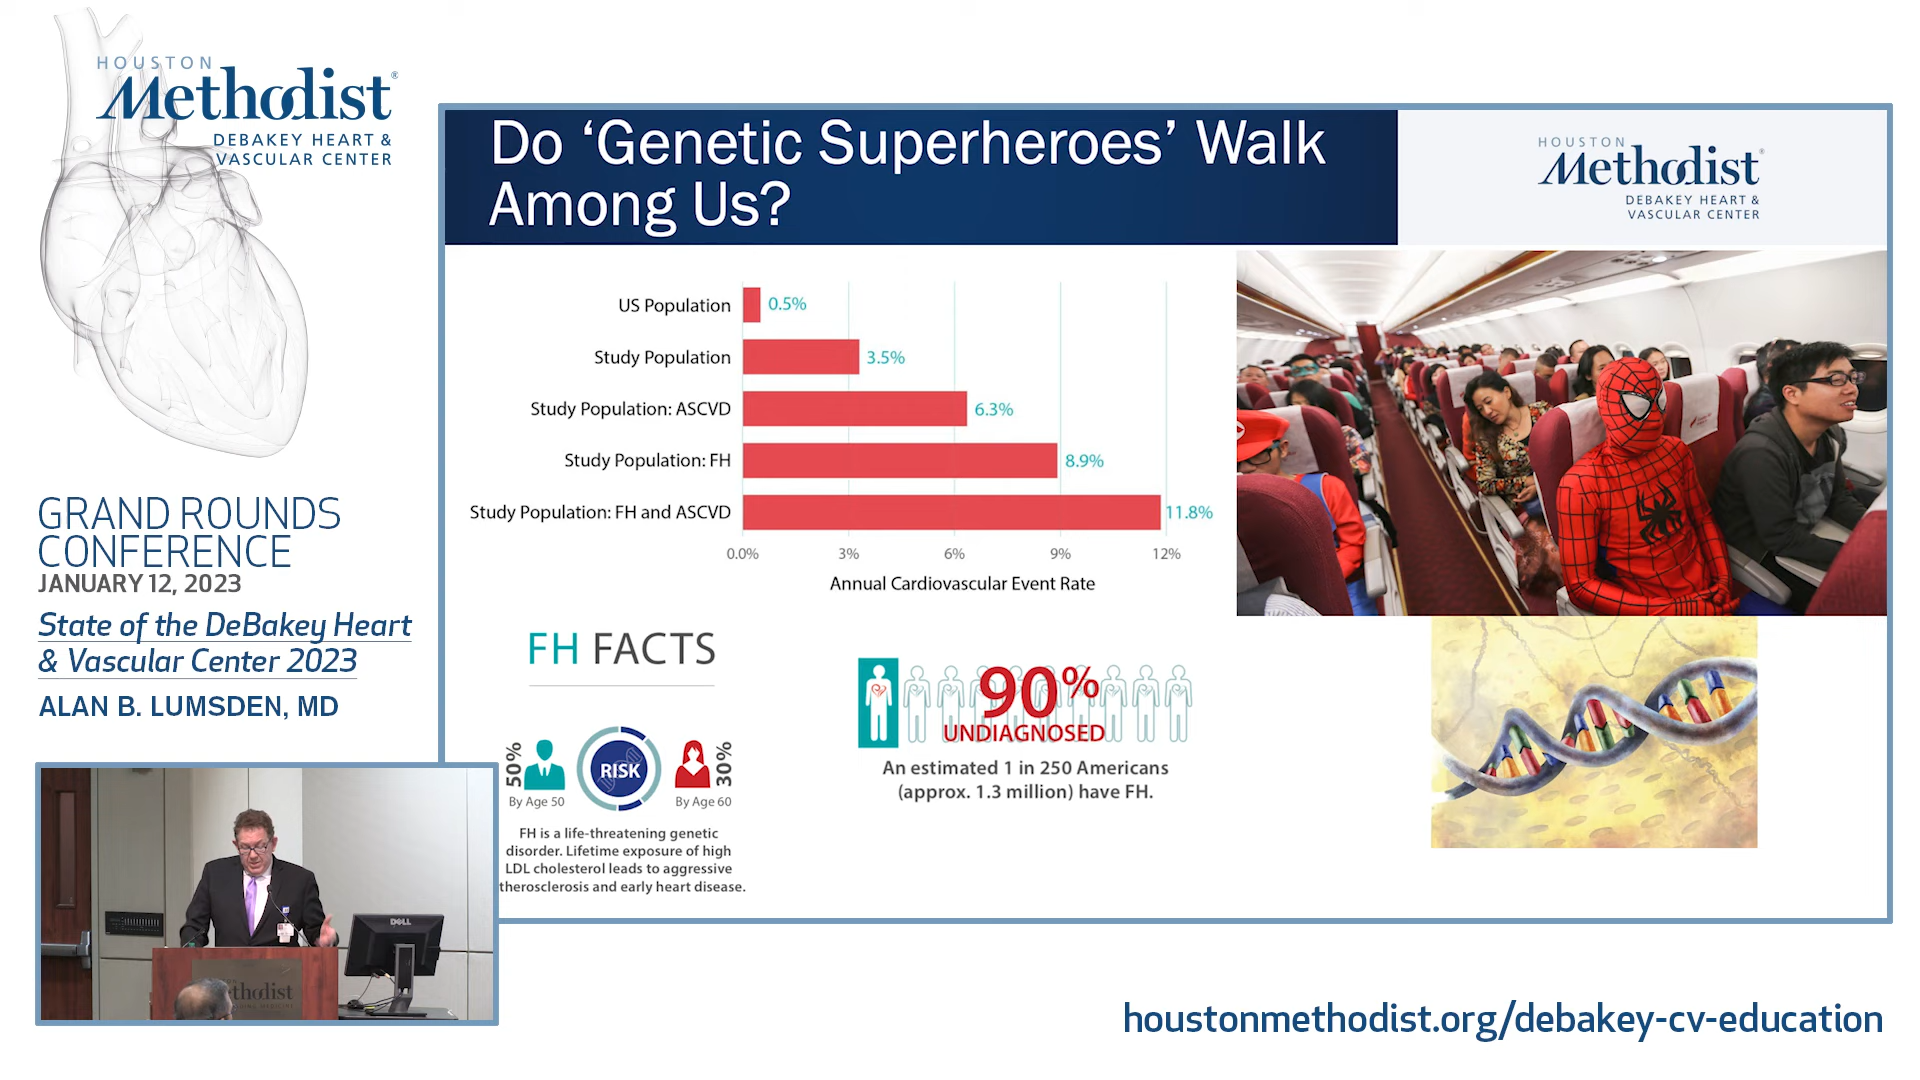 HOUSTON
Methodist®
DEBAKEY HEART &
VASCULAR CENTER
GRAND ROUNDS
CONFERENCE
JANUARY 12, 2023
State of the DeBakey Heart
& Vascular Center 2023
ALAN B. LUMSDEN, MD
Do ‘Genetic Superheroes’ Walk
Among Us?
HOUSTON
Methodist®
DEBAKEY HEART &
VASCULAR CENTER
US Population 0.5%
Study Population 3.5%
Study Population: ASCVD 6.3%
Study Population: FH 8.9%
Study Population: FH and ASCVD 11.8%
0.0% 3% 6% 9% 12%
Annual Cardiovascular Event Rate
FH FACTS
50%
By Age 50
RISK
30%
By Age 60
FH is a life-threatening genetic
disorder. Lifetime exposure of high
LDL cholesterol leads to aggressive
therosclerosis and early heart disease.
90%
UNDIAGNOSED
An estimated 1 in 250 Americans
(approx. 1.3 million) have FH.
DELL
thodist
houstonmethodist.org/debakey-cv-education